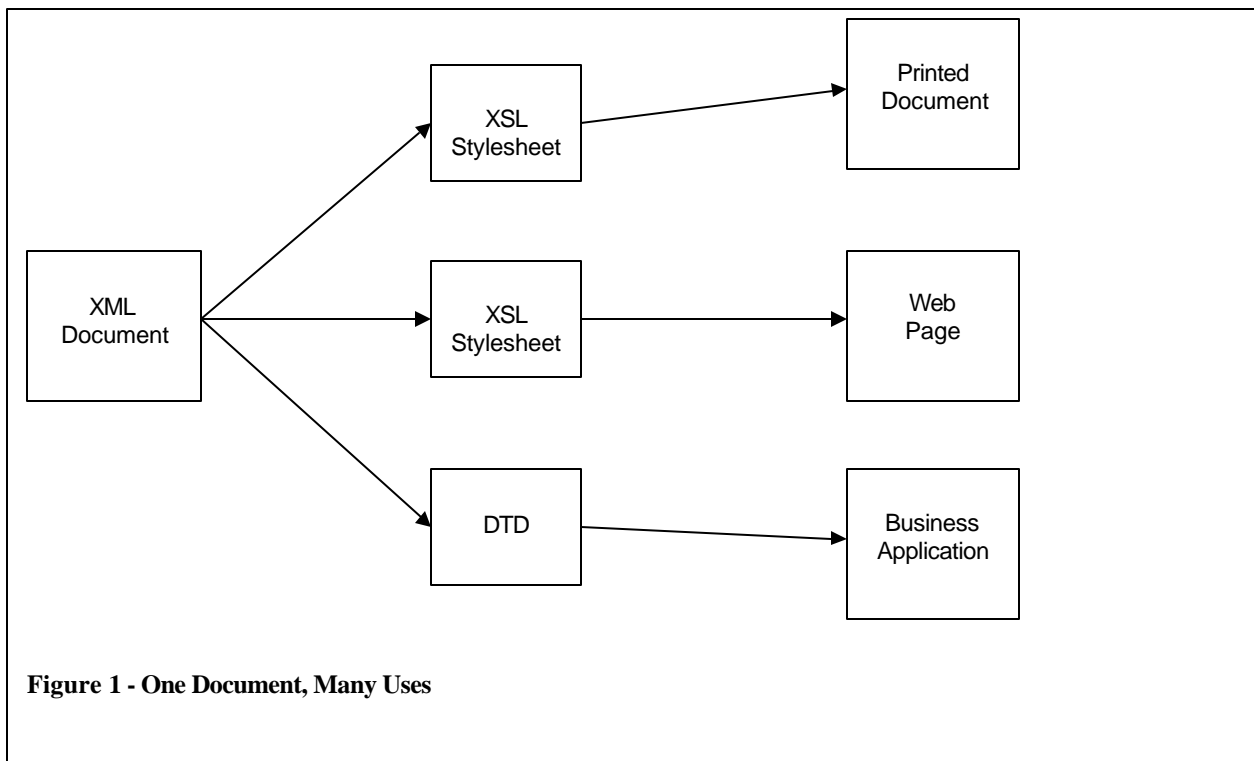 Printed
Document
XSL
Stylesheet
XML
Document
XSL
Stylesheet
Web
Page
DTD
Business
Application
Figure 1 - One Document, Many Uses